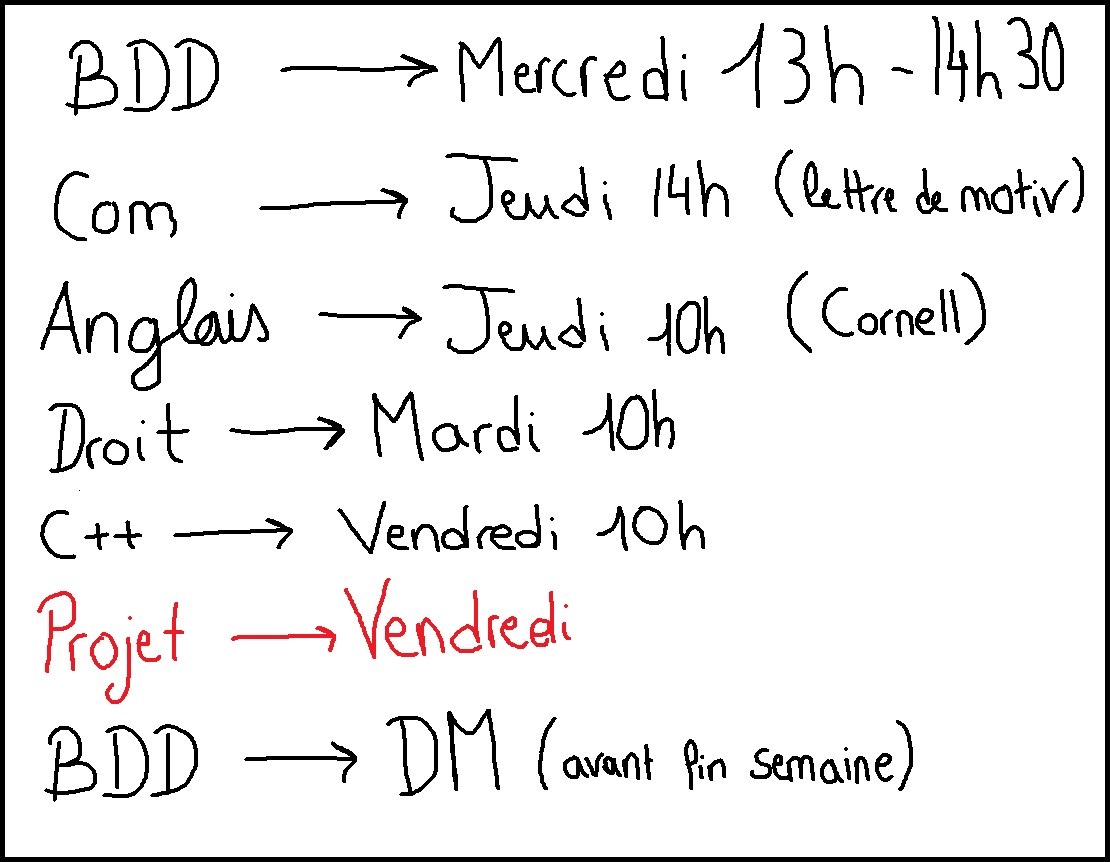 BDD → Mercredi 13h - 14h30
Com → Jeudi 14h (lettre de motiv)
Anglais → Jeudi 10h (Cornell)
Droit → Mardi 10h
C++ → Vendredi 10h
Projet → Vendredi
BDD → DM (avant fin semaine)